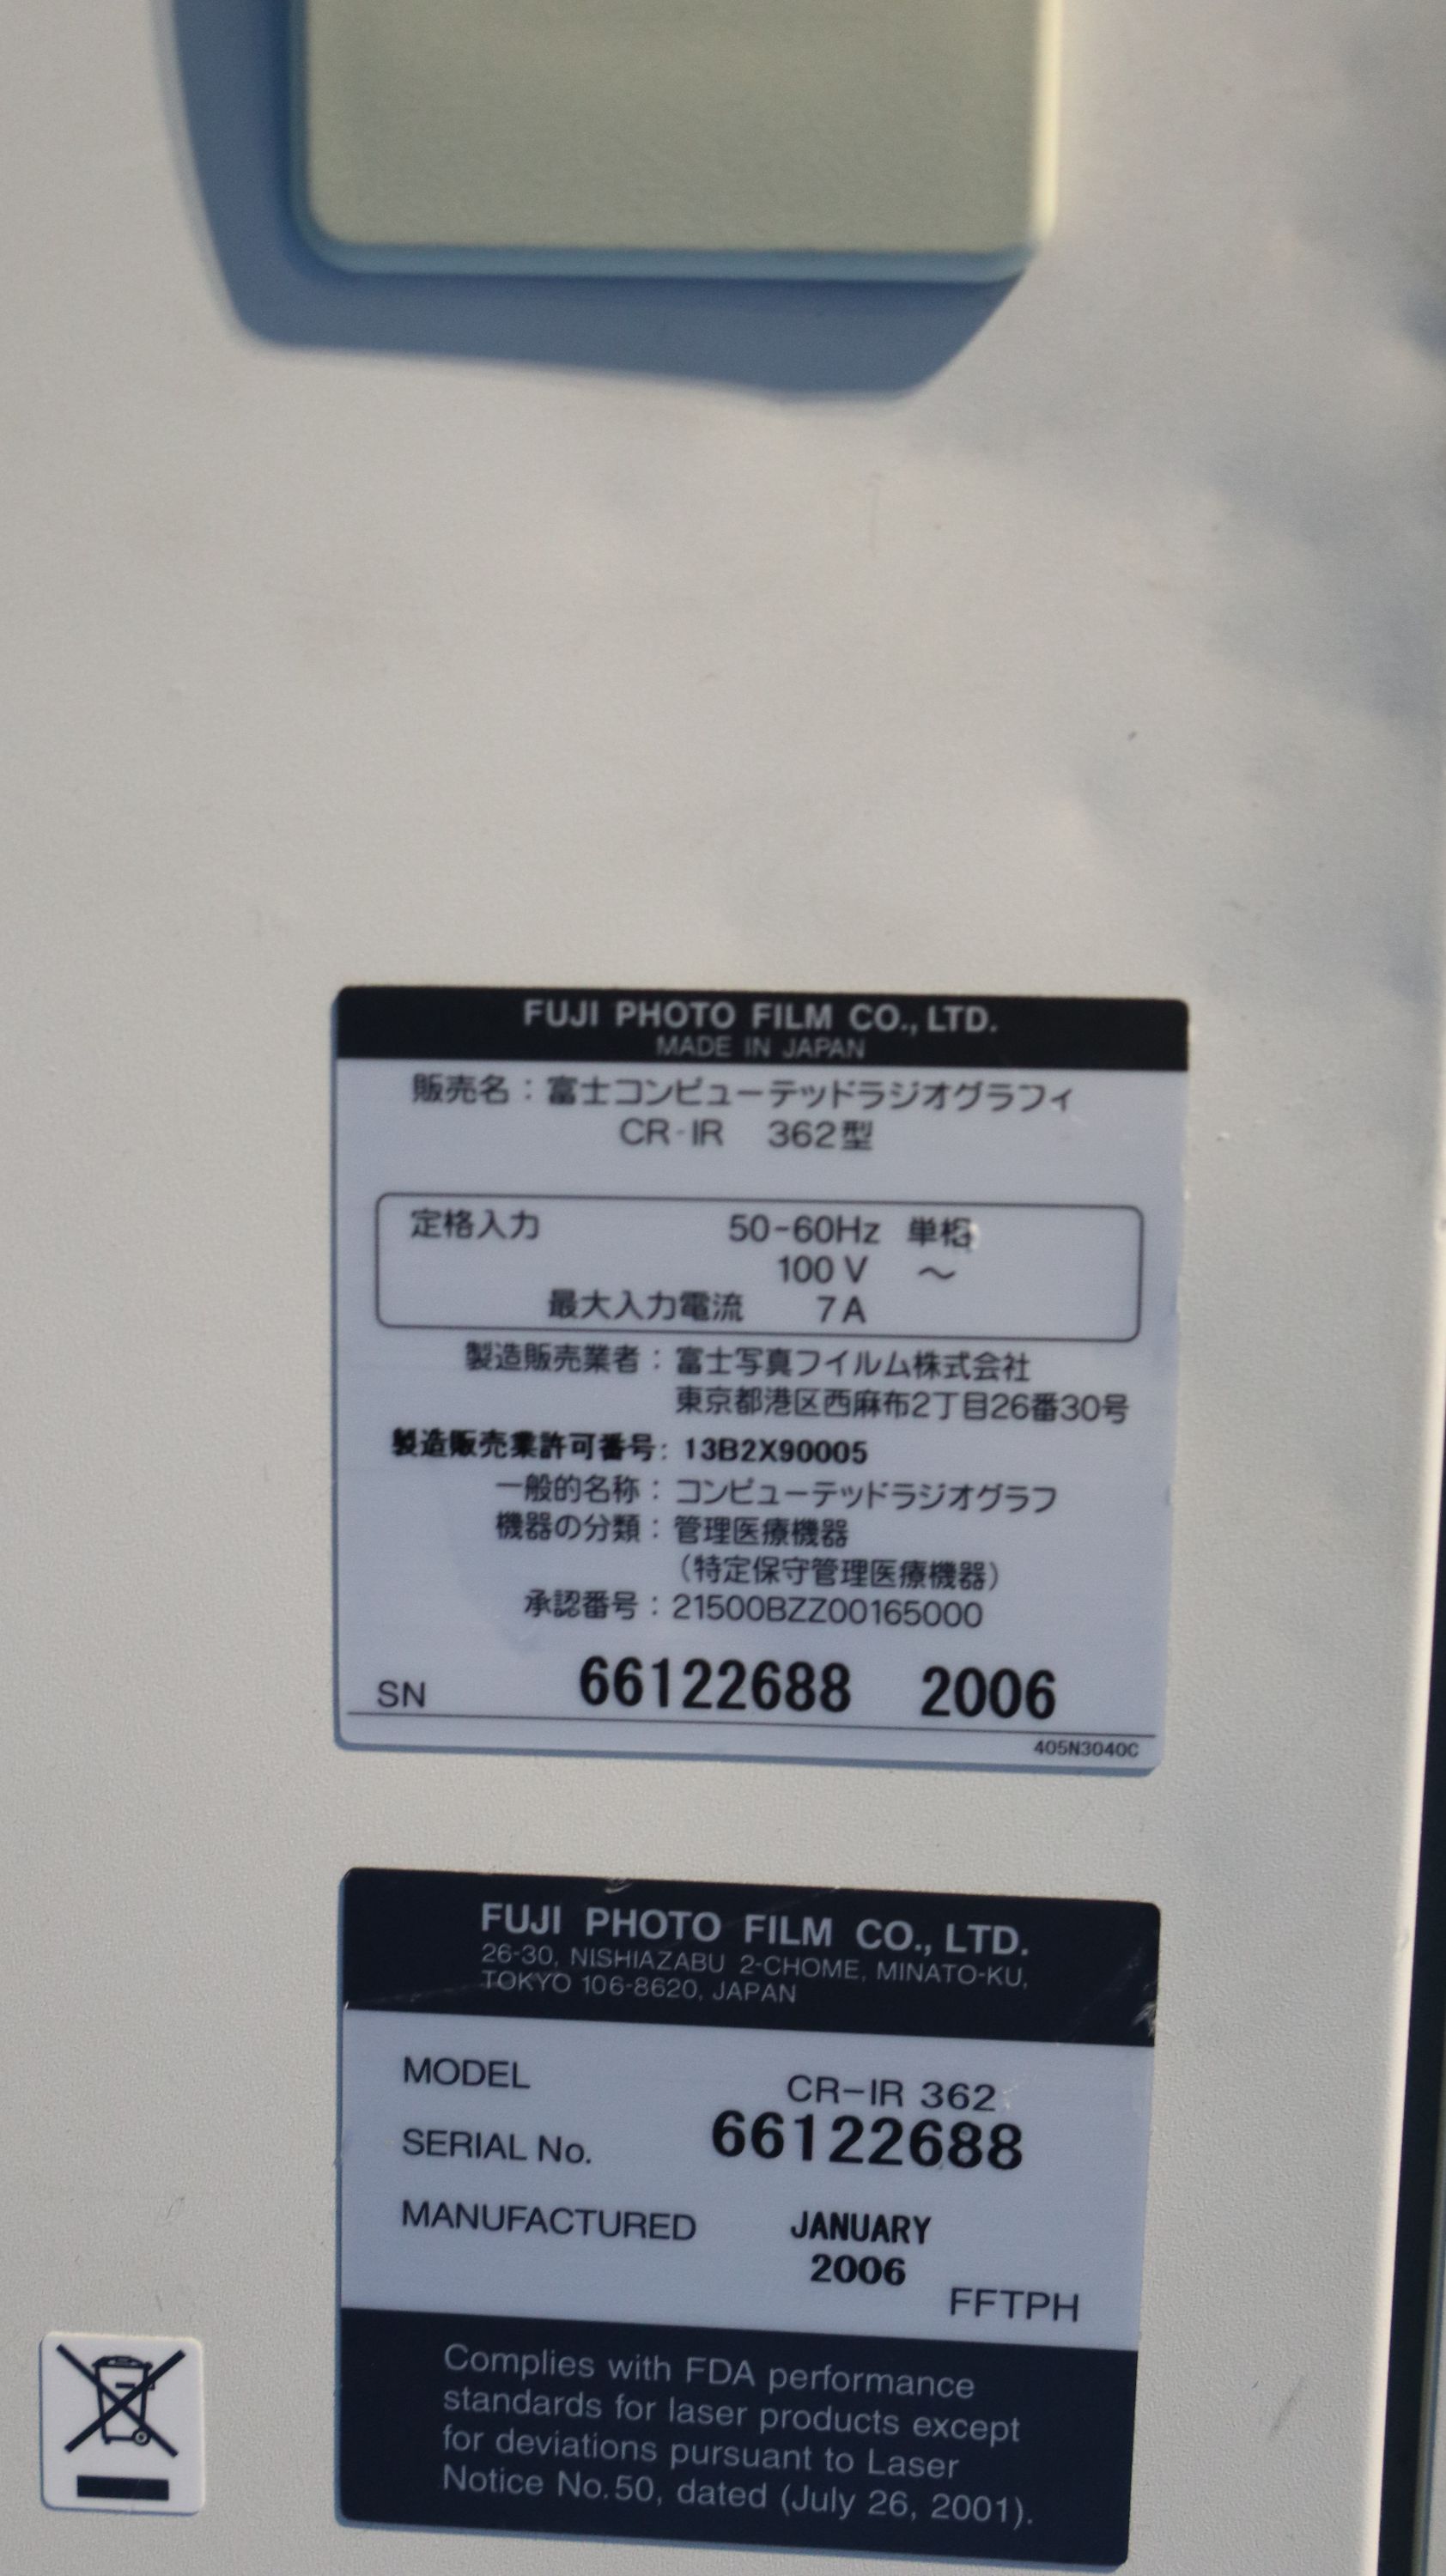 FUJI PHOTO FILM CO., LTD.
MADE IN JAPAN
販売名：富士コンピューテッドラジオグラフィ
CR-IR 362型
定格入力 50-60Hz 単相
100 V ～
最大入力電流 7 A
製造販売業者：富士写真フイルム株式会社
東京都港区西麻布2丁目26番30号
製造販売業許可番号: 13B2X90005
一般的名称：コンピューテッドラジオグラフ
機器の分類：管理医療機器
（特定保守管理医療機器）
承認番号：21500BZZ00165000
SN 66122688 2006
405N3040C
FUJI PHOTO FILM CO., LTD.
26-30, NISHIAZABU 2-CHOME, MINATO-KU,
TOKYO 106-8620, JAPAN
MODEL CR-IR 362
SERIAL No. 66122688
MANUFACTURED JANUARY
2006
FFTPH
Complies with FDA performance
standards for laser products except
for deviations pursuant to Laser
Notice No. 50, dated (July 26, 2001).